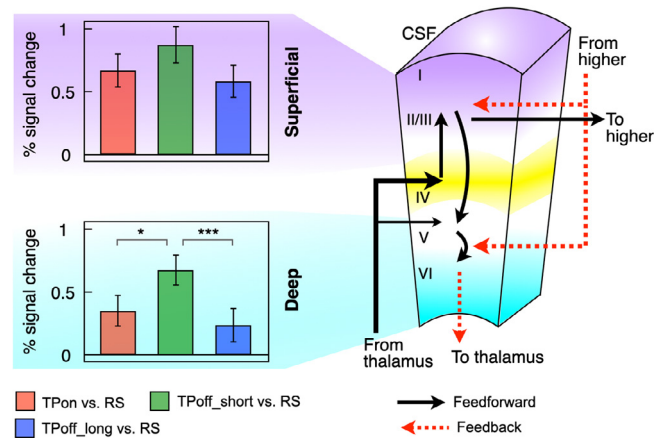 % signal change
1
0.5
0
Superficial
% signal change
1
0.5
0
*
***
Deep
CSF
I
II/III
IV
V
VI
From
higher
To
higher
From
thalamus
To thalamus
TPon vs. RS
TPoff_short vs. RS
TPoff_long vs. RS
Feedforward
Feedback